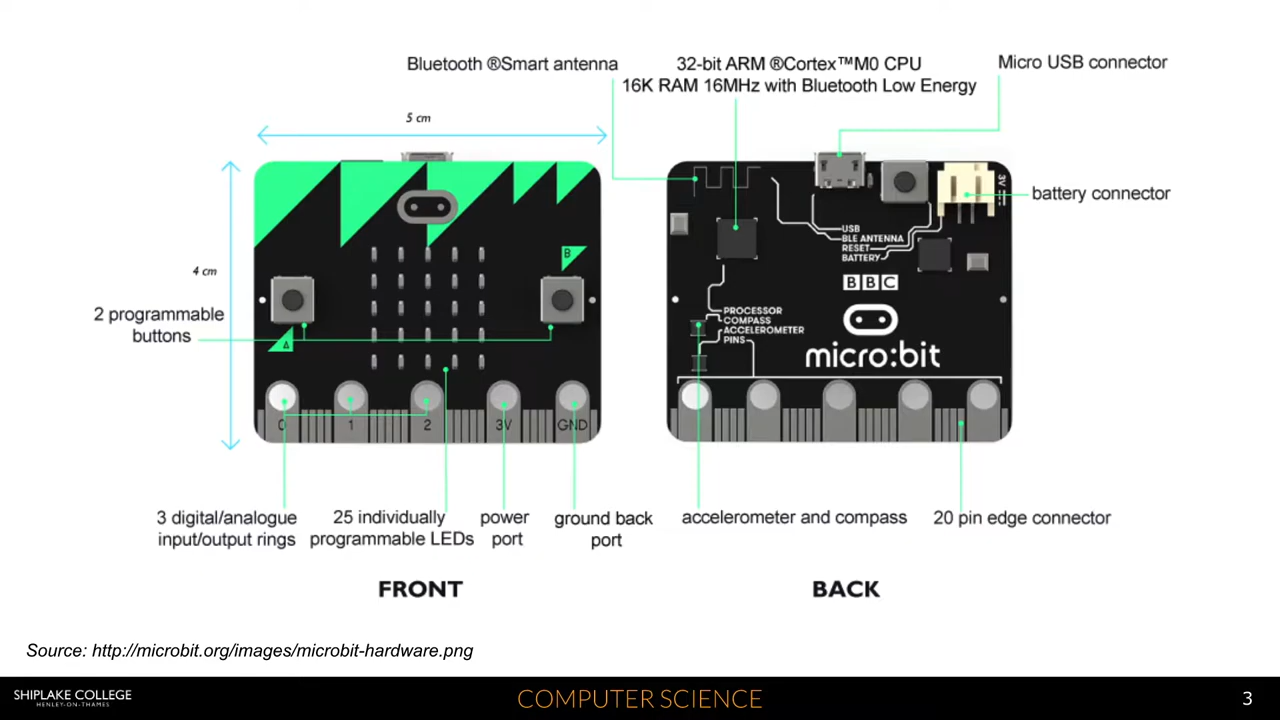 Bluetooth ®Smart antenna
32-bit ARM ®Cortex™M0 CPU
16K RAM 16MHz with Bluetooth Low Energy
Micro USB connector
5 cm
4 cm
battery connector
3V
USB
BLE ANTENNA
RESET
BATTERY
B
A
2 programmable
buttons
BBC
PROCESSOR
COMPASS
ACCELEROMETER
PINS
micro:bit
0 1 2 3V GND
3 digital/analogue
input/output rings
25 individually
programmable LEDs
power
port
ground back
port
accelerometer and compass
20 pin edge connector
FRONT
BACK
Source: http://microbit.org/images/microbit-hardware.png
SHIPLAKE COLLEGE
HENLEY-ON-THAMES
COMPUTER SCIENCE
3